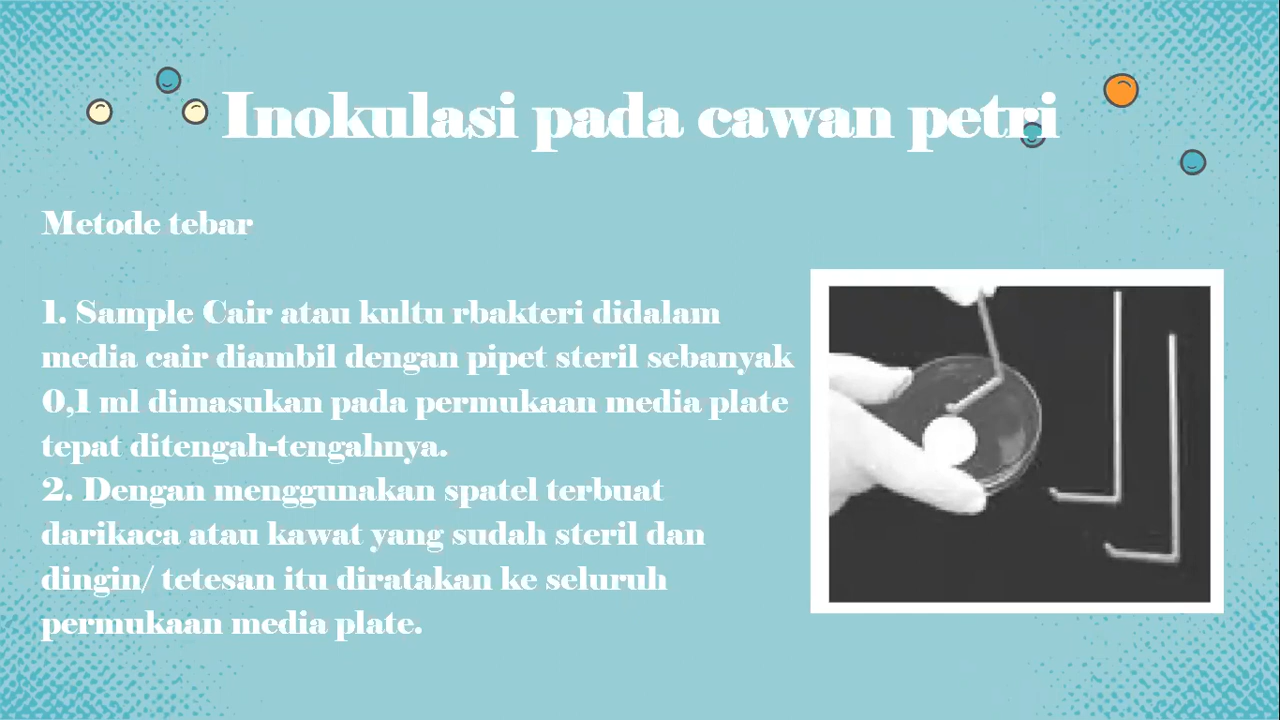 Inokulasi pada cawan petri
Metode tebar
1. Sample Cair atau kultu rbakteri didalam
media cair diambil dengan pipet steril sebanyak
0,1 ml dimasukan pada permukaan media plate
tepat ditengah-tengahnya.
2. Dengan menggunakan spatel terbuat
darikaca atau kawat yang sudah steril dan
dingin/ tetesan itu diratakan ke seluruh
permukaan media plate.